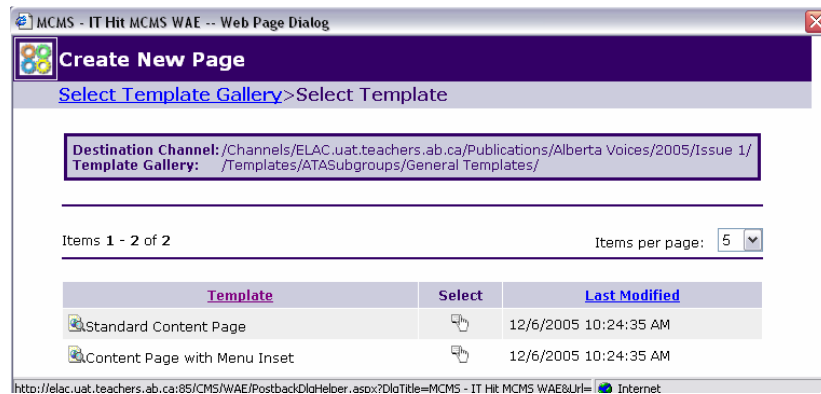 MCMS - IT Hit MCMS WAE -- Web Page Dialog
Create New Page
Select Template Gallery>Select Template
Destination Channel: /Channels/ELAC.uat.teachers.ab.ca/Publications/Alberta Voices/2005/Issue 1/
Template Gallery: /Templates/ATASubgroups/General Templates/
Items 1 - 2 of 2 Items per page: 5
Template Select Last Modified
Standard Content Page 12/6/2005 10:24:35 AM
Content Page with Menu Inset 12/6/2005 10:24:35 AM
http://elac.uat.teachers.ab.ca:85/CMS/WAE/PostbackDlgHelper.aspx?DlgTitle=MCMS - IT Hit MCMS WAE&Url= Internet